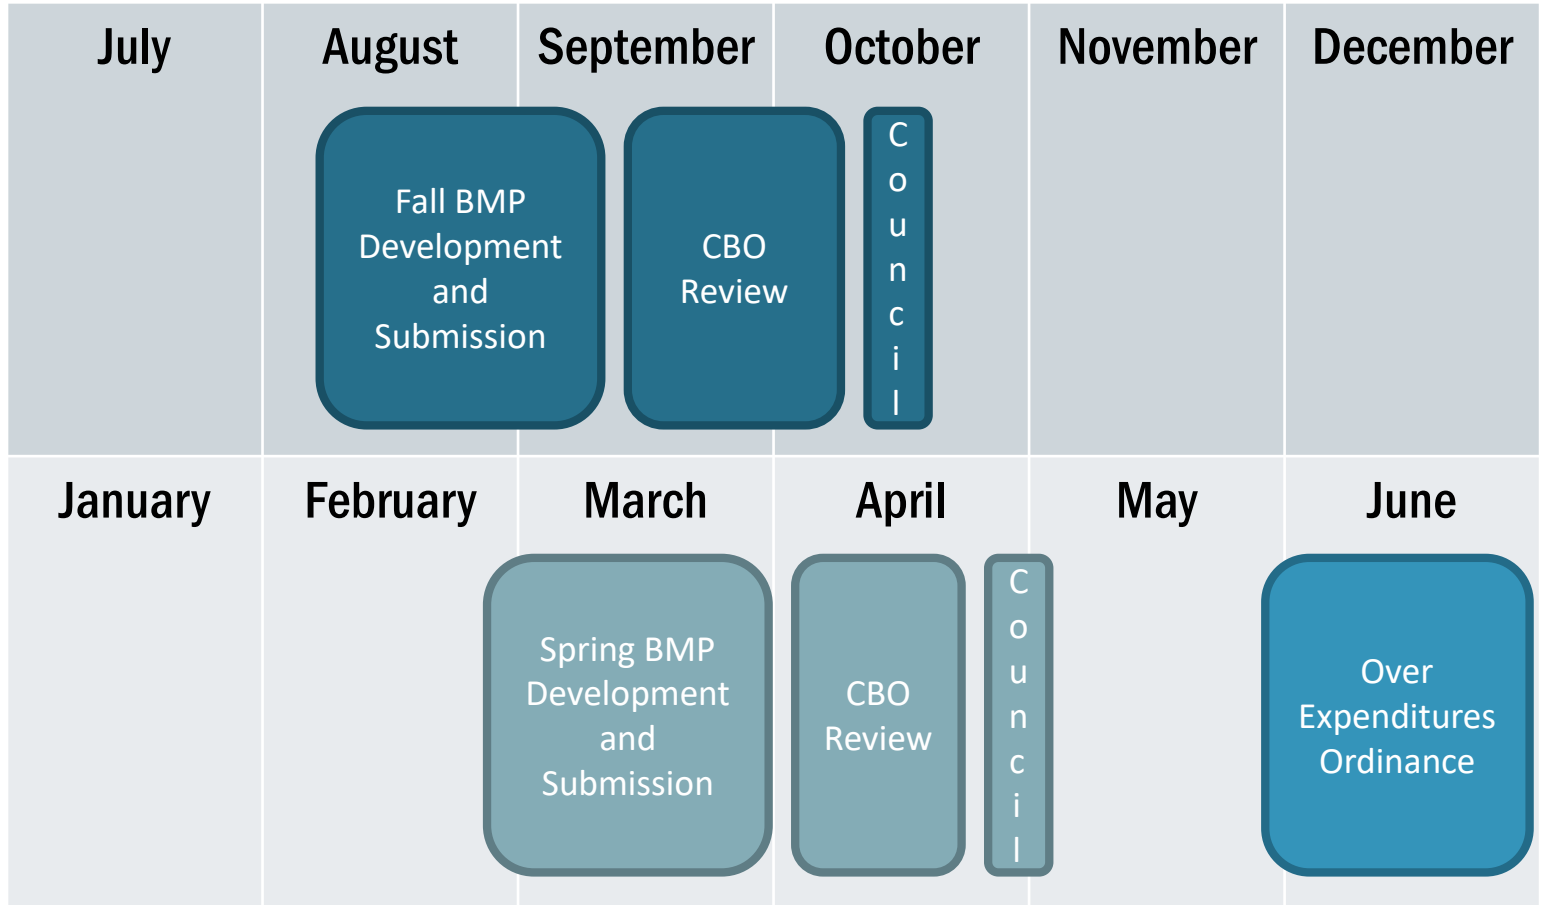 July August September October November December
Fall BMP
Development
and
Submission
CBO
Review
C
o
u
n
c
i
l
January February March April May June
Spring BMP
Development
and
Submission
CBO
Review
C
o
u
n
c
i
l
Over
Expenditures
Ordinance